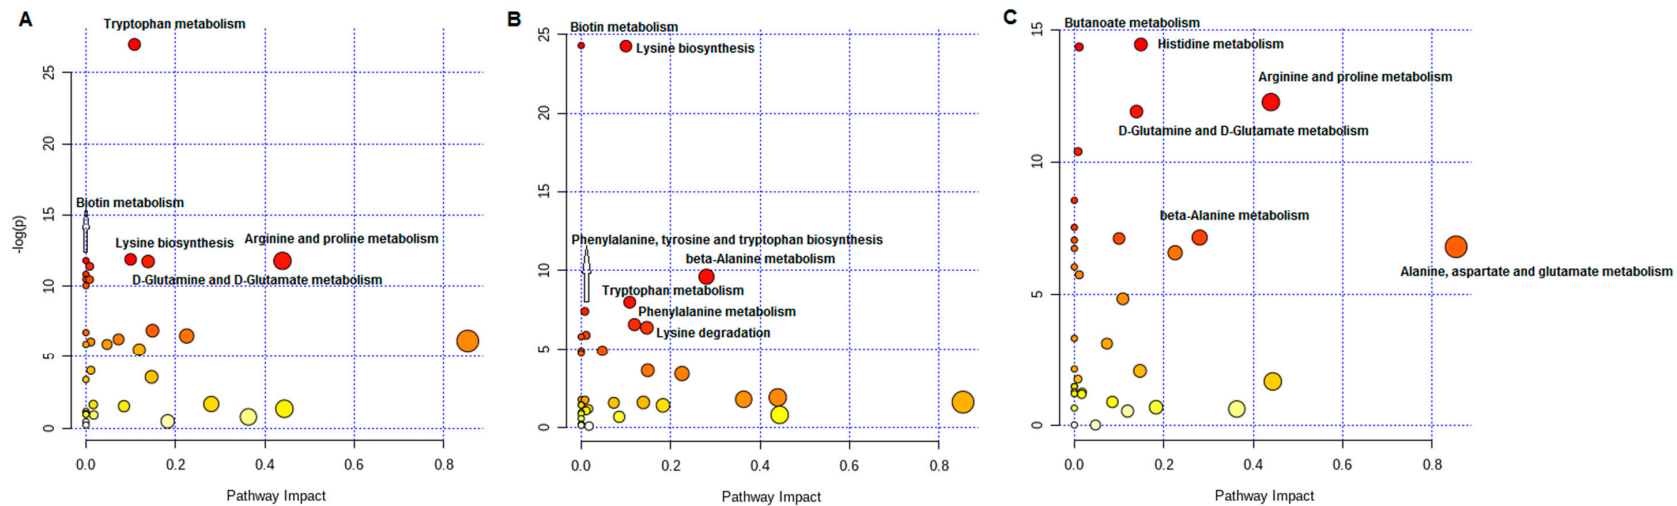 A
Tryptophan metabolism
25
20
15
10
5
0
-log(p)
Biotin metabolism
Lysine biosynthesis
Arginine and proline metabolism
D-Glutamine and D-Glutamate metabolism
0.0 0.2 0.4 0.6 0.8
Pathway Impact
B
Biotin metabolism
Lysine biosynthesis
25
20
15
10
5
0
Phenylalanine, tyrosine and tryptophan biosynthesis
beta-Alanine metabolism
Tryptophan metabolism
Phenylalanine metabolism
Lysine degradation
0.0 0.2 0.4 0.6 0.8
Pathway Impact
C
Butanoate metabolism
Histidine metabolism
Arginine and proline metabolism
D-Glutamine and D-Glutamate metabolism
15
10
5
0
beta-Alanine metabolism
Alanine, aspartate and glutamate metabolism
0.0 0.2 0.4 0.6 0.8
Pathway Impact